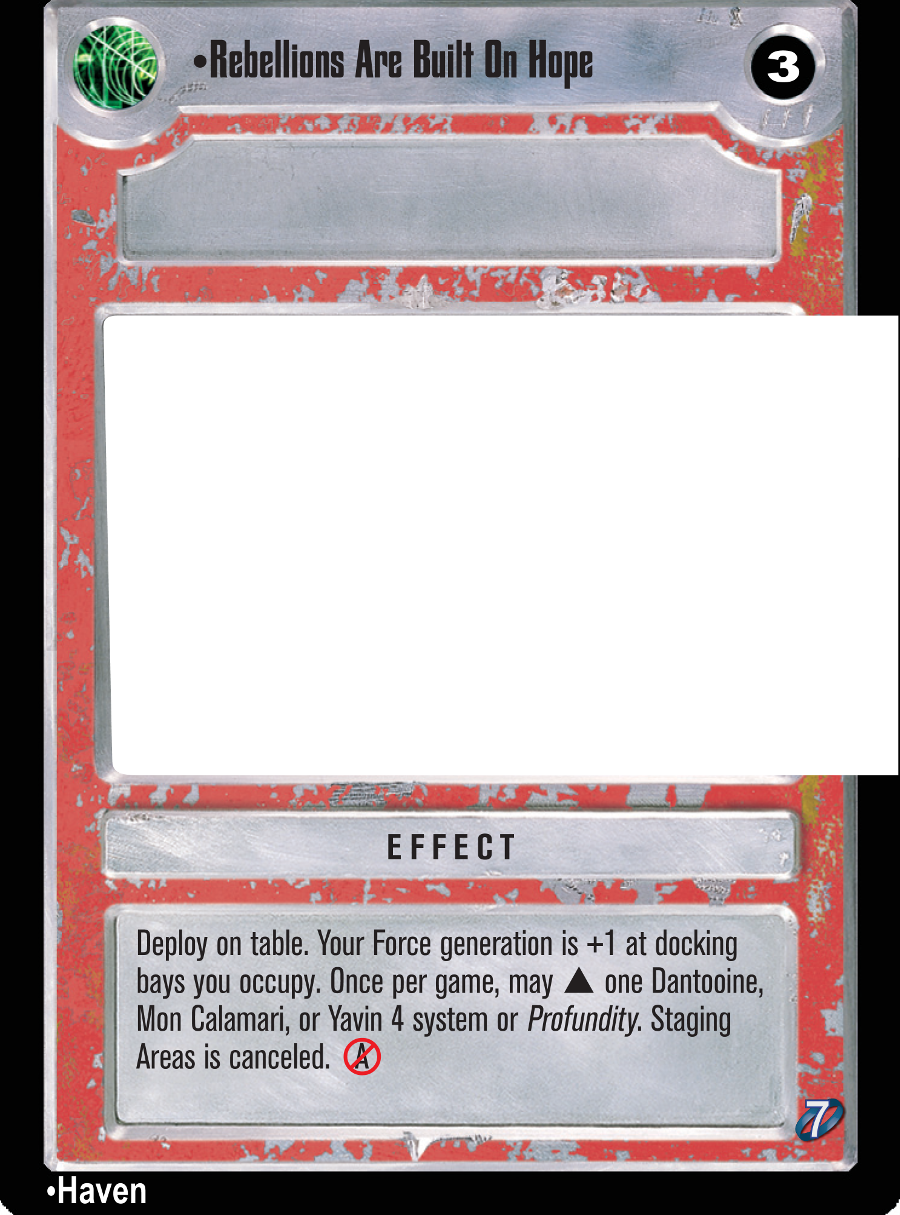 •Rebellions Are Built On Hope
3
EFFECT
Deploy on table. Your Force generation is +1 at docking
bays you occupy. Once per game, may ▲ one Dantooine,
Mon Calamari, or Yavin 4 system or Profundity. Staging
Areas is canceled. A
7
•Haven